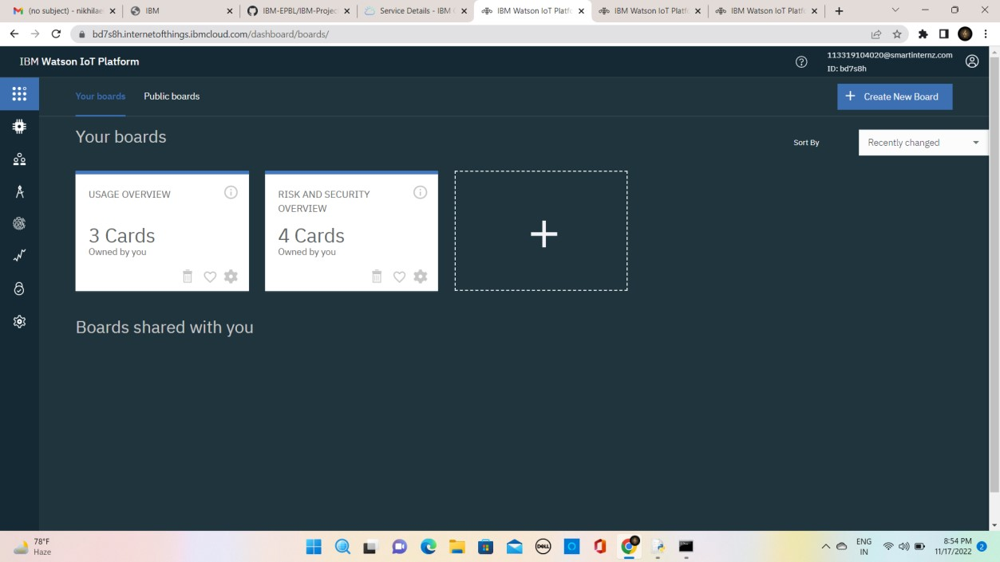 (no subject) - nikhilae
IBM
IBM-EPBL/IBM-Projec
Service Details - IBM
IBM Watson IoT Platfo
IBM Watson IoT Platfo
IBM Watson IoT Platfo
bd7s8h.internetofthings.ibmcloud.com/dashboard/boards/
IBM Watson IoT Platform
113319104020@smartinternz.com
ID: bd7s8h
Your boards
Public boards
Create New Board
Your boards
Sort By
Recently changed
USAGE OVERVIEW
3 Cards
Owned by you
RISK AND SECURITY
OVERVIEW
4 Cards
Owned by you
Boards shared with you
78°F
Haze
DELL
ENG
IN
8:54 PM
11/17/2022
2